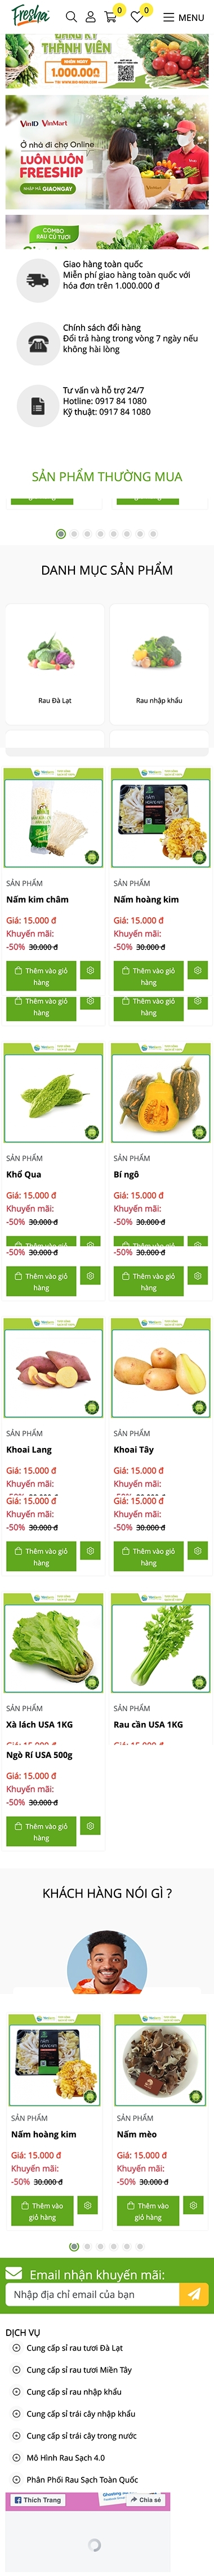 Fresha
0
0
MENU
ĐĂNG KÝ
THÀNH VIÊN
1.000.000Đ
VinID VinMart
Ở nhà đi chợ Online
LUÔN LUÔN
FREESHIP
NHẬP MÃ GIAONGAY
COMBO
RAU CỦ TƯƠI
Giao hàng toàn quốc
Miễn phí giao hàng toàn quốc với
hóa đơn trên 1.000.000 đ
Chính sách đổi hàng
Đổi trả hàng trong vòng 7 ngày nếu
không hài lòng
Tư vấn và hỗ trợ 24/7
Hotline: 0917 84 1080
Kỹ thuật: 0917 84 1080
SẢN PHẨM THƯỜNG MUA
DANH MỤC SẢN PHẨM
Rau Đà Lạt
Rau nhập khẩu
SẢN PHẨM
Nấm kim châm
Giá: 15.000 đ
Khuyến mãi:
-50% 30.000 đ
Thêm vào giỏ
hàng
Thêm vào giỏ
hàng
SẢN PHẨM
Nấm hoàng kim
Giá: 15.000 đ
Khuyến mãi:
-50% 30.000 đ
Thêm vào giỏ
hàng
Thêm vào giỏ
hàng
SẢN PHẨM
Khổ Qua
Giá: 15.000 đ
Khuyến mãi:
-50% 30.000 đ
-50% 30.000 đ
Thêm vào giỏ
hàng
SẢN PHẨM
Bí ngô
Giá: 15.000 đ
Khuyến mãi:
-50% 30.000 đ
-50% 30.000 đ
Thêm vào giỏ
hàng
SẢN PHẨM
Khoai Lang
Giá: 15.000 đ
Khuyến mãi:
Giá: 15.000 đ
Khuyến mãi:
-50% 30.000 đ
Thêm vào giỏ
hàng
SẢN PHẨM
Khoai Tây
Giá: 15.000 đ
Khuyến mãi:
Giá: 15.000 đ
Khuyến mãi:
-50% 30.000 đ
Thêm vào giỏ
hàng
SẢN PHẨM
Xà lách USA 1KG
Giá: 15.000 đ
Ngò Rí USA 500g
Giá: 15.000 đ
Khuyến mãi:
-50% 30.000 đ
Thêm vào giỏ
hàng
SẢN PHẨM
Rau cần USA 1KG
Giá: 15.000 đ
KHÁCH HÀNG NÓI GÌ ?
SẢN PHẨM
Nấm hoàng kim
Giá: 15.000 đ
Khuyến mãi:
-50% 30.000 đ
Thêm vào
giỏ hàng
SẢN PHẨM
Nấm mèo
Giá: 15.000 đ
Khuyến mãi:
-50% 30.000 đ
Thêm vào
giỏ hàng
Email nhận khuyến mãi:
Nhập địa chỉ email của bạn
DỊCH VỤ
Cung cấp sỉ rau tươi Đà Lạt
Cung cấp sỉ rau tươi Miền Tây
Cung cấp sỉ rau nhập khẩu
Cung cấp sỉ trái cây nhập khẩu
Cung cấp sỉ trái cây trong nước
Mô Hình Rau Sạch 4.0
Phân Phối Rau Sạch Toàn Quốc
Thích Trang
Chia sẻ